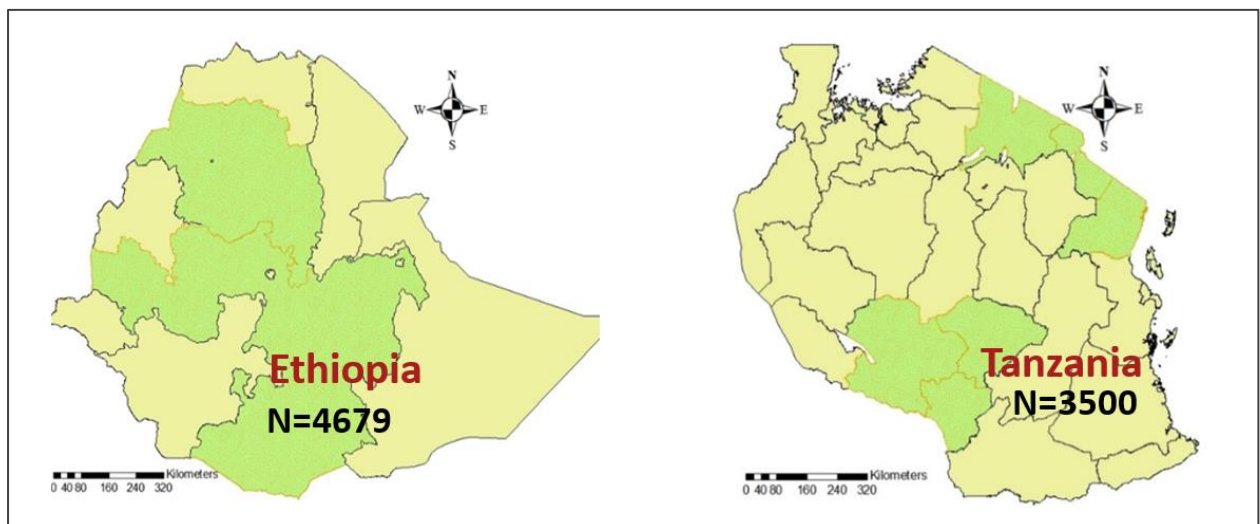 N
W E
S
Ethiopia
N=4679
Kilometers
0 40 80 160 240 320
N
W E
S
Tanzania
N=3500
Kilometers
0 40 80 160 240 320